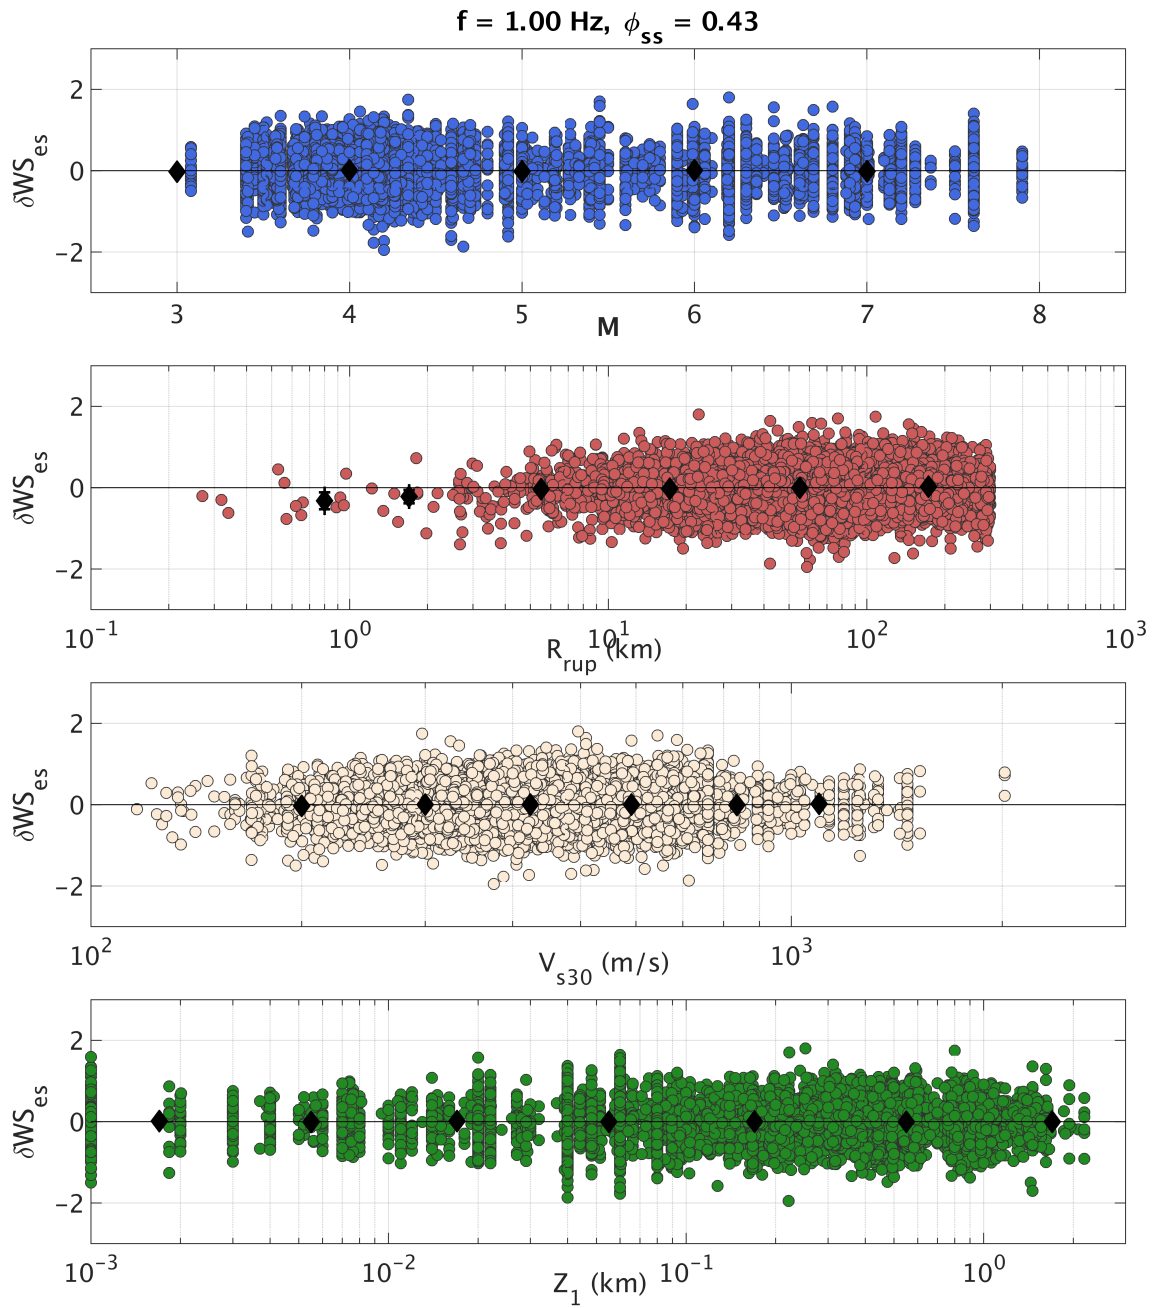 f = 1.00 Hz, ϕss = 0.43
δWSes
2
0
−2
3 4 5 6 7 8
M
δWSes
2
0
−2
10−1 100 101 102 103
Rrup (km)
δWSes
2
0
−2
102 103
Vs30 (m/s)
δWSes
2
0
−2
10−3 10−2 10−1 100
Z1 (km)